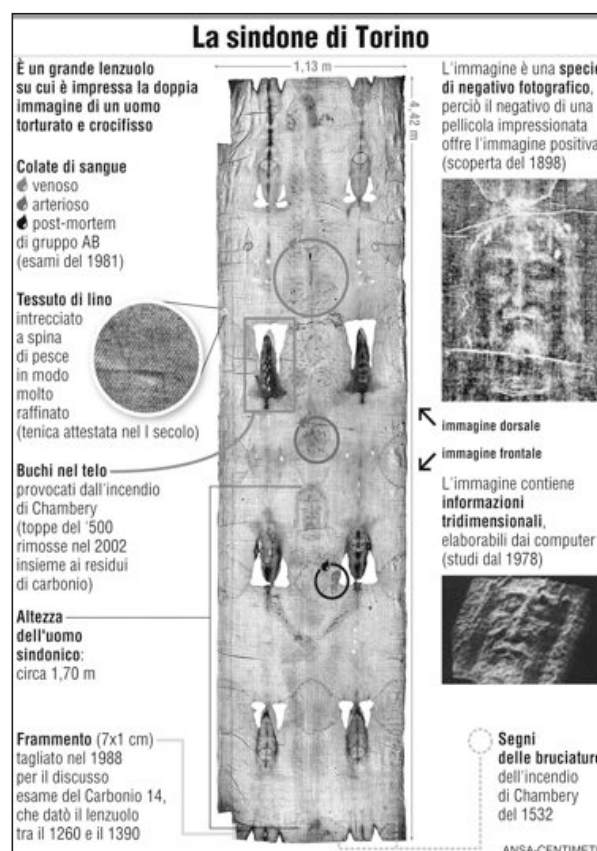 La sindone di Torino
È un grande lenzuolo
su cui è impressa la doppia
immagine di un uomo
torturato e crocifisso
Colate di sangue
venoso
arterioso
post-mortem
di gruppo AB
(esami del 1981)
Tessuto di lino
intrecciato
a spina
di pesce
in modo
molto
raffinato
(tenica attestata nel I secolo)
Buchi nel telo
provocati dall'incendio
di Chambery
(toppe del '500
rimosse nel 2002
insieme ai residui
di carbonio)
Altezza
dell'uomo
sindonico:
circa 1,70 m
Frammento (7x1 cm)
tagliato nel 1988
per il discusso
esame del Carbonio 14,
che datò il lenzuolo
tra il 1260 e il 1390
1,13 m
4,42 m
L'immagine è una specie
di negativo fotografico,
perciò il negativo di una
pellicola impressionata
offre l'immagine positiva
(scoperta del 1898)
immagine dorsale
immagine frontale
L'immagine contiene
informazioni
tridimensionali,
elaborabili dai computer
(studi dal 1978)
Segni
delle bruciature
dell'incendio
di Chambery
del 1532
ANSA-CENTIMETRI